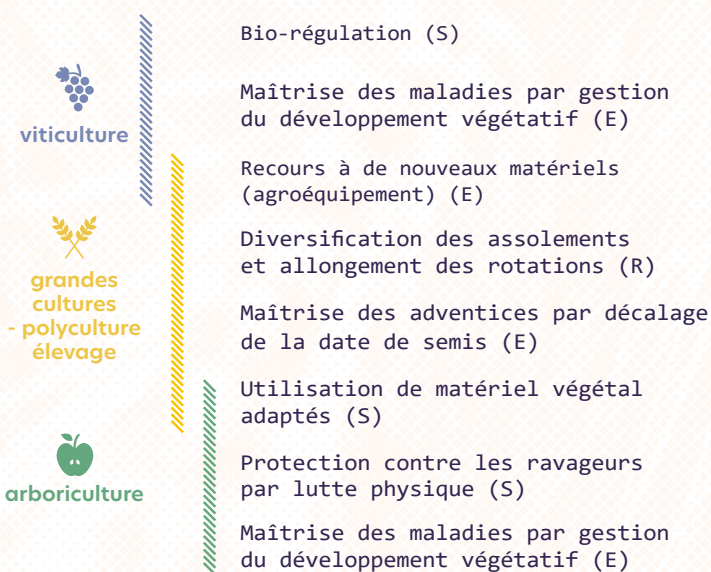 Bio-régulation (S)
viticulture
Maîtrise des maladies par gestion
du développement végétatif (E)
Recours à de nouveaux matériels
(agroéquipement) (E)
grandes
cultures
- polyculture
élevage
Diversification des assolements
et allongement des rotations (R)
Maîtrise des adventices par décalage
de la date de semis (E)
Utilisation de matériel végétal
adaptés (S)
arboriculture
Protection contre les ravageurs
par lutte physique (S)
Maîtrise des maladies par gestion
du développement végétatif (E)